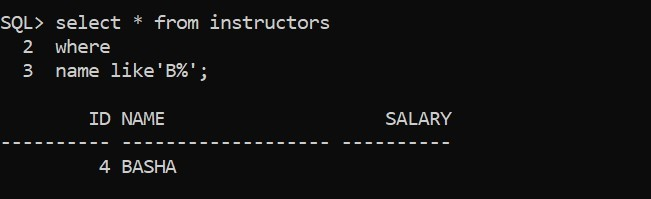 SQL> select * from instructors
  2  where
  3  name like'B%';
        ID NAME                    SALARY
---------- -------------------- ----------
         4 BASHA